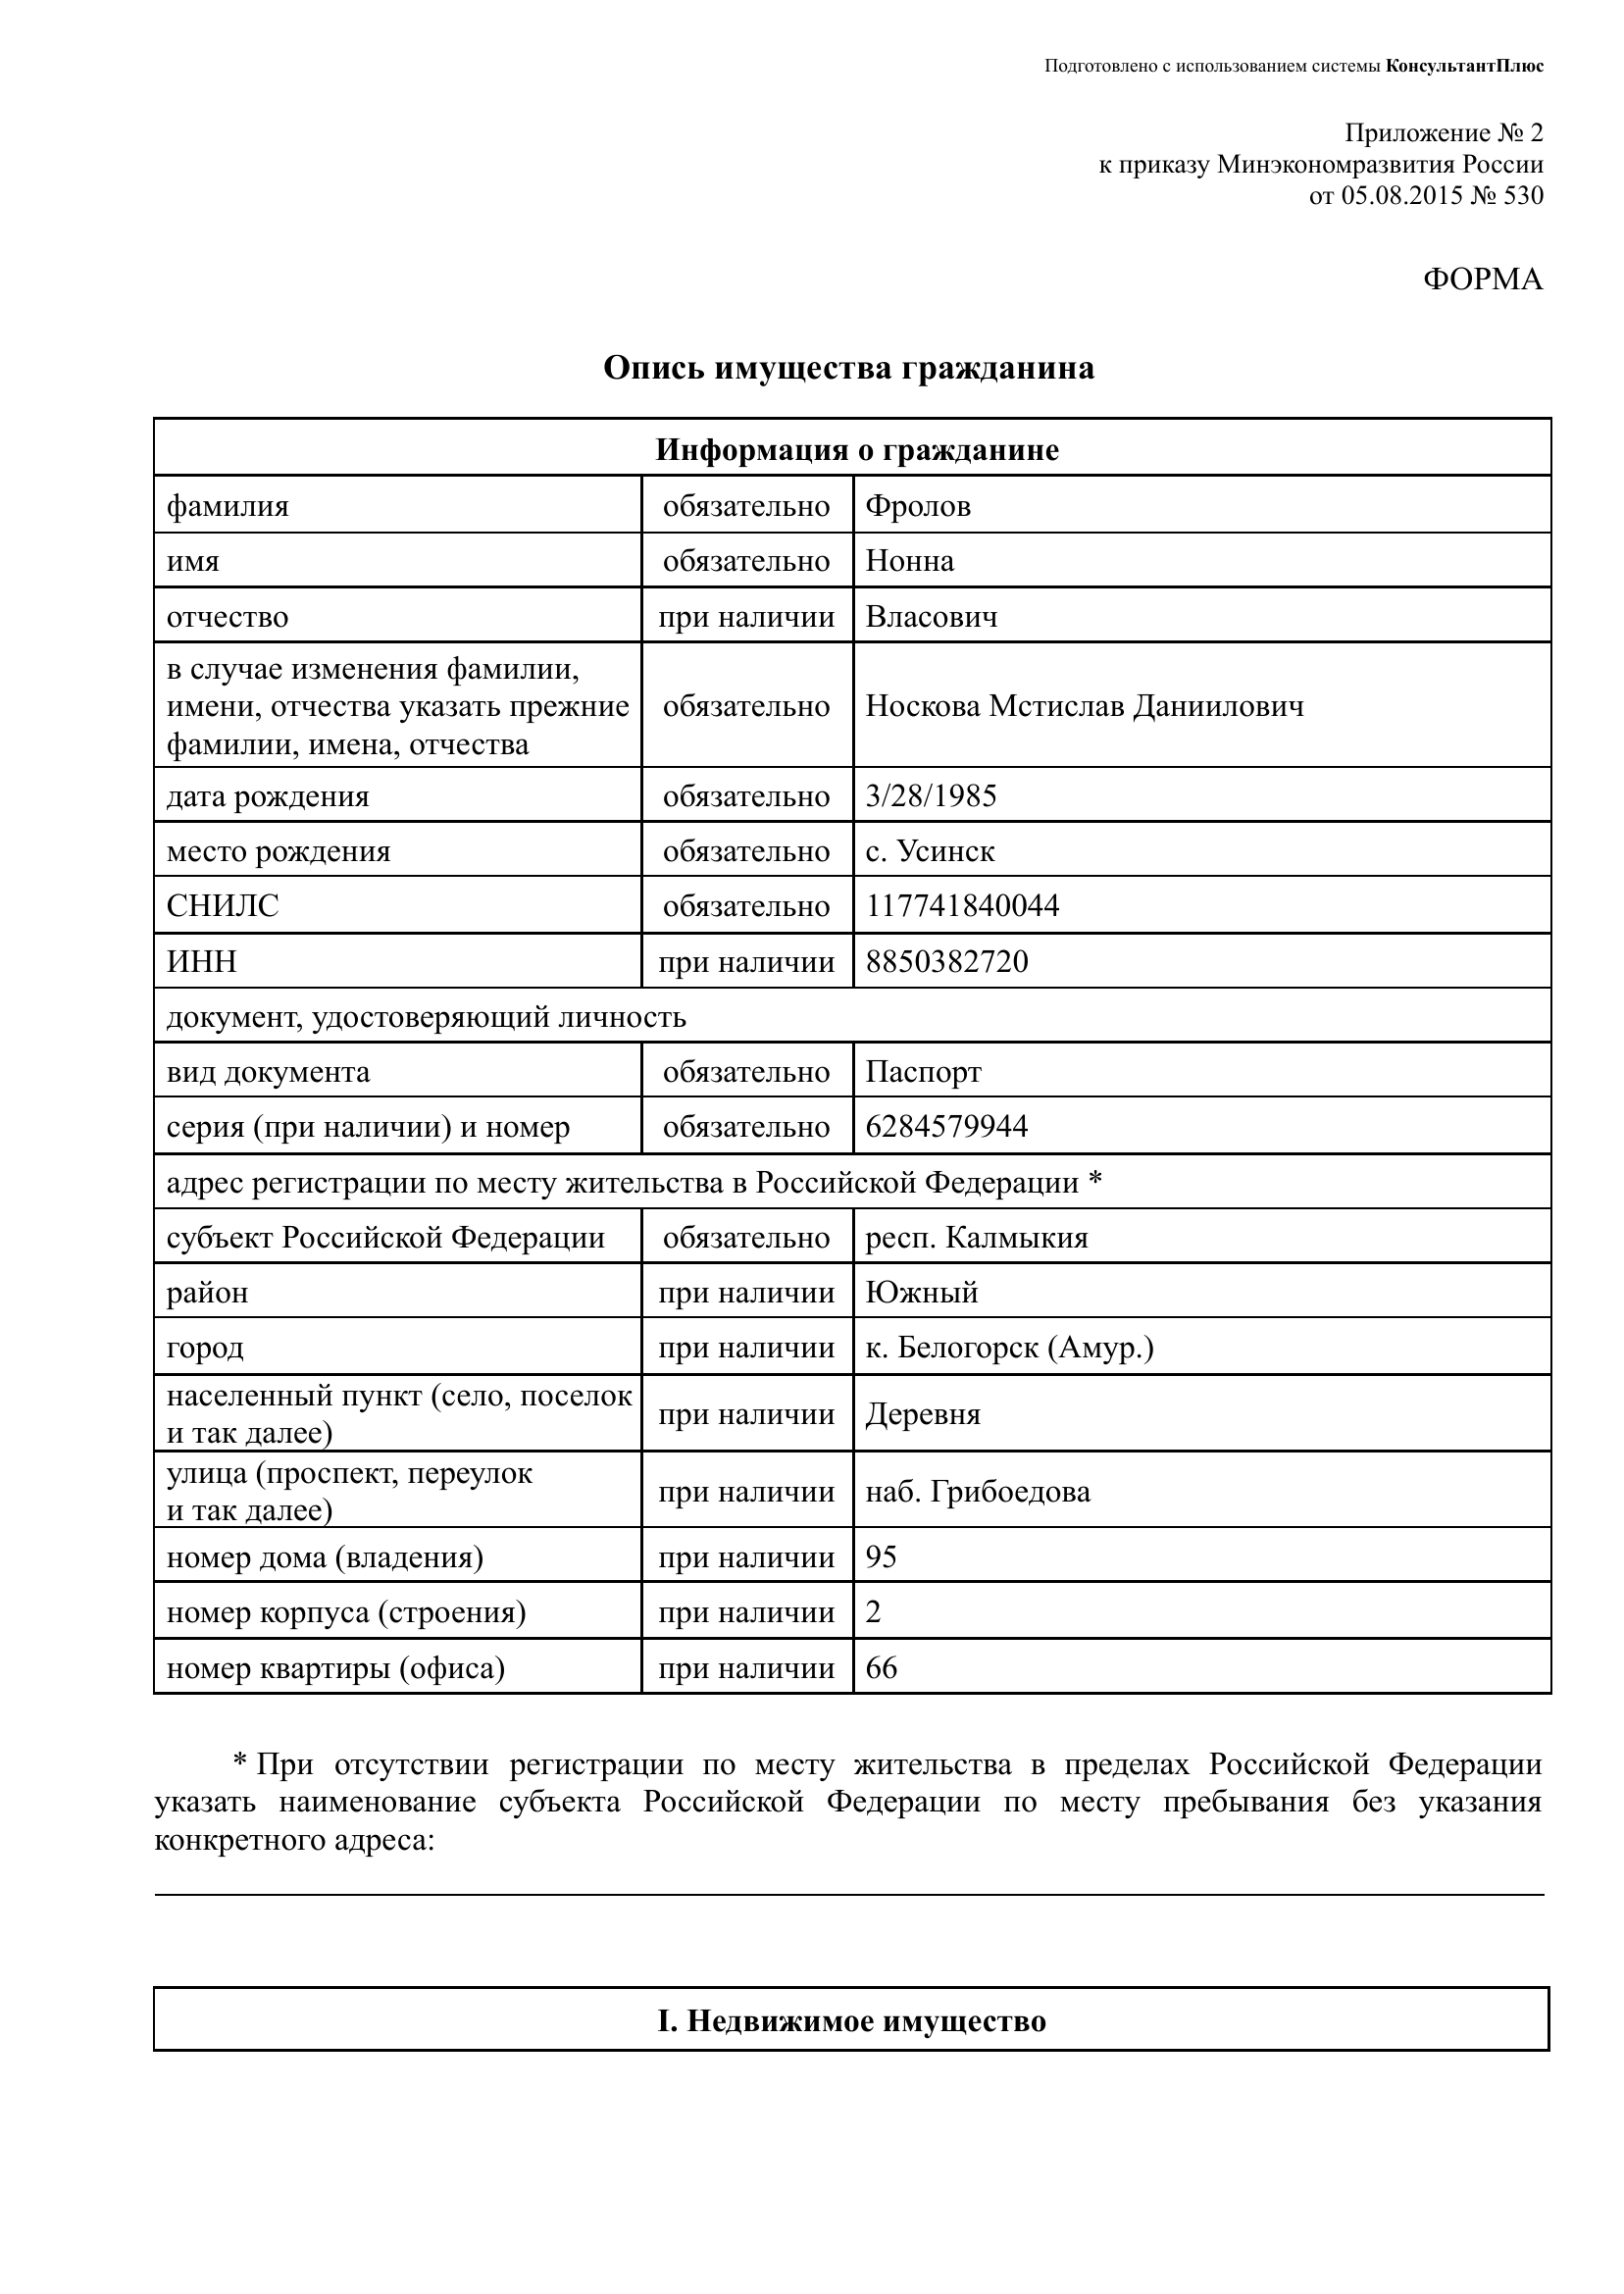 Подготовлено с использованием системы КонсультантПлюс
Приложение № 2
к приказу Минэкономразвития России
от 05.08.2015 № 530
ФОРМА
Опись имущества гражданина
Информация о гражданине
фамилия обязательно Фролов
имя обязательно Нонна
отчество при наличии Власович
в случае изменения фамилии,
имени, отчества указать прежние обязательно Носкова Мстислав Даниилович
фамилии, имена, отчества
дата рождения обязательно 3/28/1985
место рождения обязательно с. Усинск
СНИЛС обязательно 117741840044
ИНН при наличии 8850382720
документ, удостоверяющий личность
вид документа обязательно Паспорт
серия (при наличии) и номер обязательно 6284579944
адрес регистрации по месту жительства в Российской Федерации *
субъект Российской Федерации обязательно респ. Калмыкия
район при наличии Южный
город при наличии к. Белогорск (Амур.)
населенный пункт (село, поселок
и так далее) при наличии Деревня
улица (проспект, переулок
и так далее) при наличии наб. Грибоедова
номер дома (владения) при наличии 95
номер корпуса (строения) при наличии 2
номер квартиры (офиса) при наличии 66
* При отсутствии регистрации по месту жительства в пределах Российской Федерации
указать наименование субъекта Российской Федерации по месту пребывания без указания
конкретного адреса:
I. Недвижимое имущество